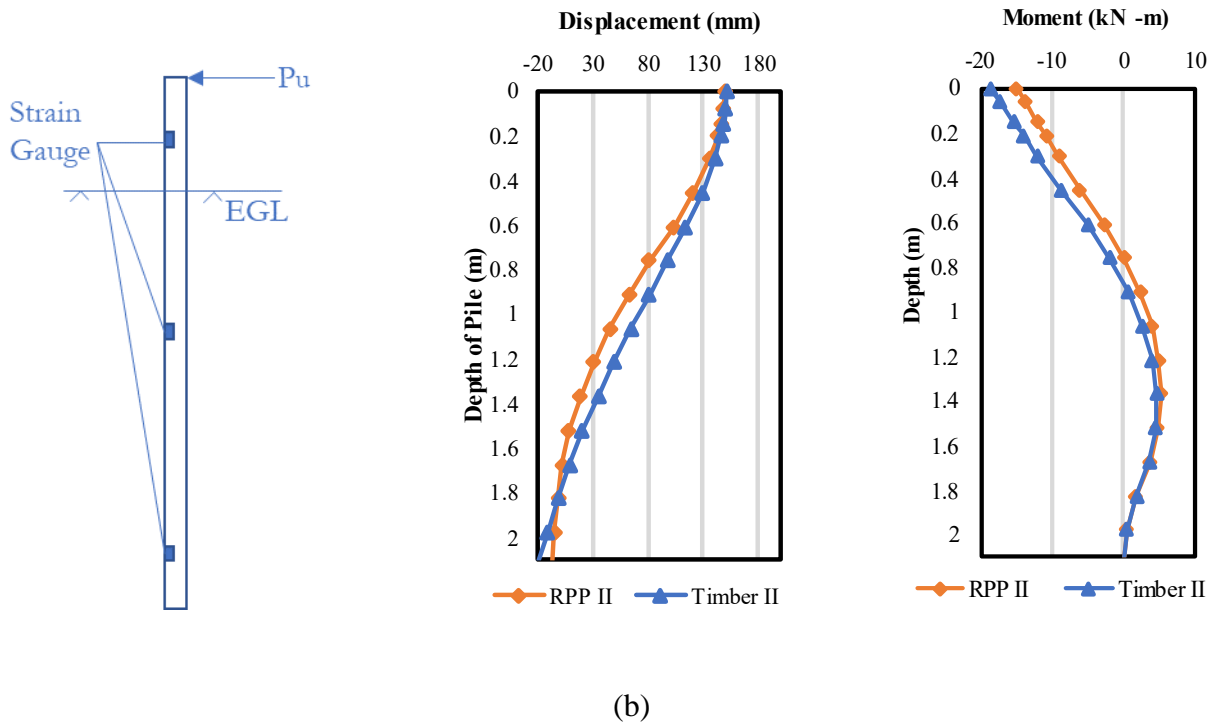 Pu
Strain
Gauge
EGL
Displacement (mm)
-20 30 80 130 180
0
0.2
0.4
0.6
0.8
1
1.2
1.4
1.6
1.8
2
Depth of Pile (m)
RPP II Timber II
Moment (kN -m)
-20 -10 0 10
0
0.2
0.4
0.6
0.8
1
1.2
1.4
1.6
1.8
2
Depth (m)
RPP II Timber II
(b)